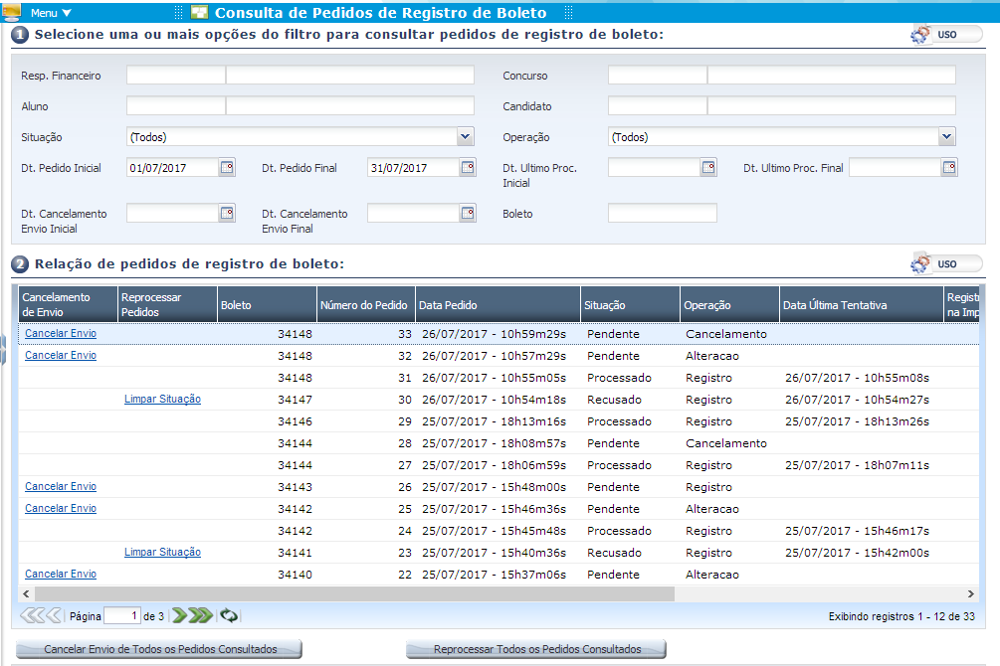 Menu Consulta de Pedidos de Registro de Boleto
1 Selecione uma ou mais opções do filtro para consultar pedidos de registro de boleto: USO
Resp. Financeiro Concurso
Aluno Candidato
Situação (Todos) Operação (Todos)
Dt. Pedido Inicial 01/07/2017 Dt. Pedido Final 31/07/2017 Dt. Ultimo Proc. Inicial Dt. Ultimo Proc. Final
Dt. Cancelamento Envio Inicial Dt. Cancelamento Envio Final Boleto
2 Relação de pedidos de registro de boleto: USO
Cancelamento de Envio Reprocessar Pedidos Boleto Número do Pedido Data Pedido Situação Operação Data Última Tentativa Registr na Imp
Cancelar Envio 34148 33 26/07/2017 - 10h59m29s Pendente Cancelamento
Cancelar Envio 34148 32 26/07/2017 - 10h57m29s Pendente Alteracao
34148 31 26/07/2017 - 10h55m05s Processado Registro 26/07/2017 - 10h55m08s
Limpar Situação 34147 30 26/07/2017 - 10h54m18s Recusado Registro 26/07/2017 - 10h54m27s
34146 29 25/07/2017 - 18h13m16s Processado Registro 25/07/2017 - 18h13m26s
34144 28 25/07/2017 - 18h08m57s Pendente Cancelamento
34144 27 25/07/2017 - 18h06m59s Processado Registro 25/07/2017 - 18h07m11s
Cancelar Envio 34143 26 25/07/2017 - 15h48m00s Pendente Registro
Cancelar Envio 34142 25 25/07/2017 - 15h46m36s Pendente Alteracao
34142 24 25/07/2017 - 15h45m48s Processado Registro 25/07/2017 - 15h46m17s
Limpar Situação 34141 23 25/07/2017 - 15h40m36s Recusado Registro 25/07/2017 - 15h42m00s
Cancelar Envio 34140 22 25/07/2017 - 15h37m06s Pendente Alteracao
Página 1 de 3 Exibindo registros 1 - 12 de 33
Cancelar Envio de Todos os Pedidos Consultados Reprocessar Todos os Pedidos Consultados